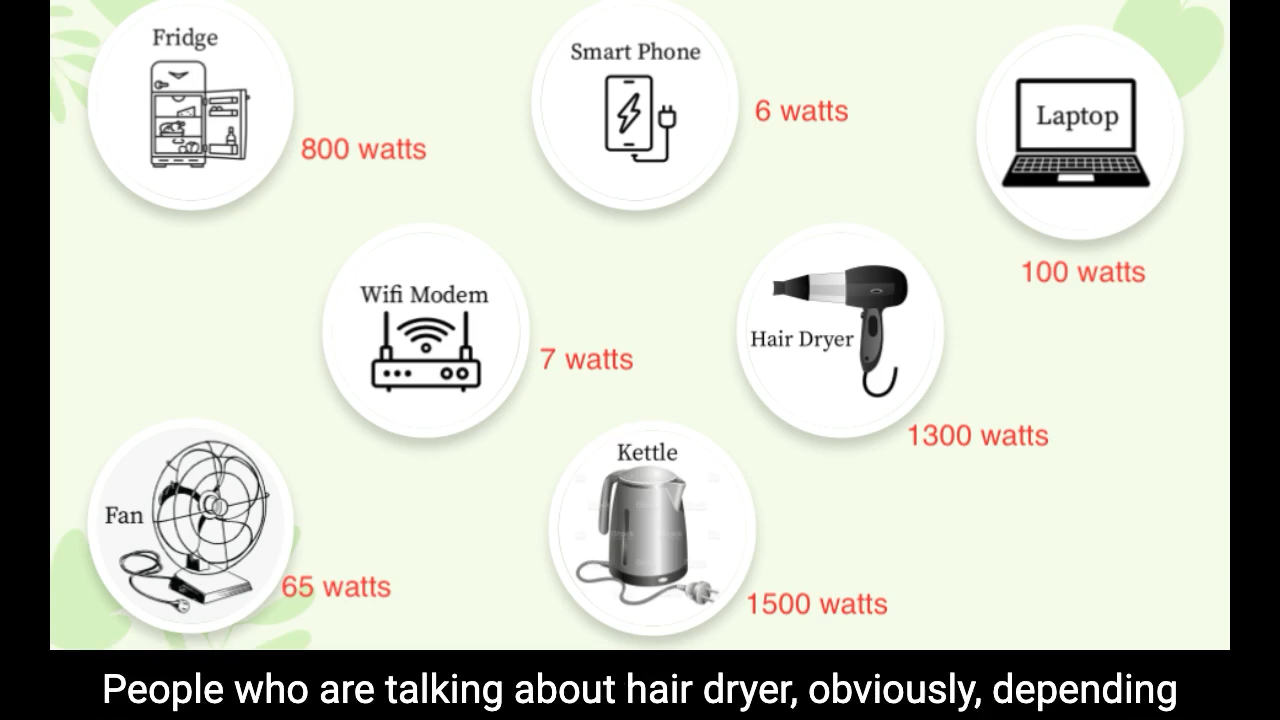 Fridge
800 watts
Smart Phone
6 watts
Laptop
100 watts
Wifi Modem
7 watts
Hair Dryer
1300 watts
Fan
65 watts
Kettle
1500 watts
People who are talking about hair dryer, obviously, depending